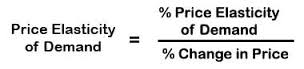 Price Elasticity
of Demand
=
% Price Elasticity
of Demand
% Change in Price